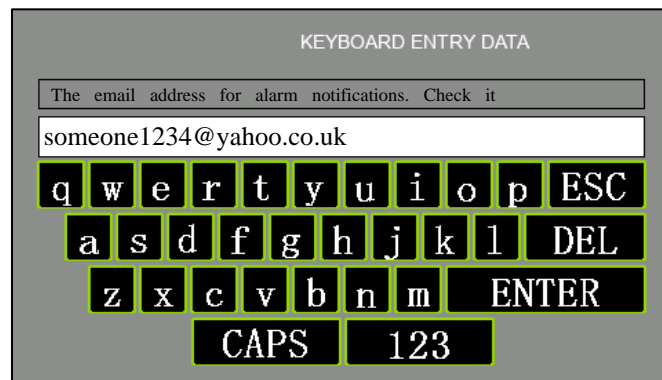 KEYBOARD ENTRY DATA
The email address for alarm notifications. Check it
someone1234@yahoo.co.uk
q w e r t y u i o p ESC
a s d f g h j k l DEL
z x c v b n m ENTER
CAPS 123